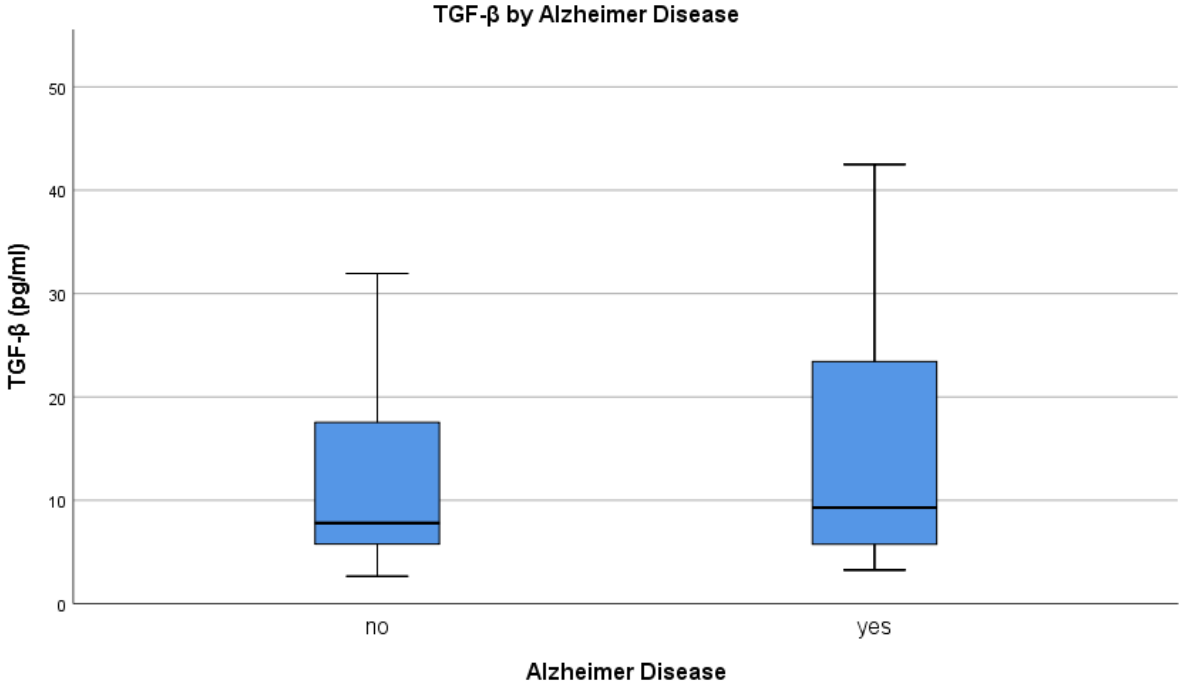 TGF-β by Alzheimer Disease
TGF-β (pg/ml)
50
40
30
20
10
0
no
yes
Alzheimer Disease